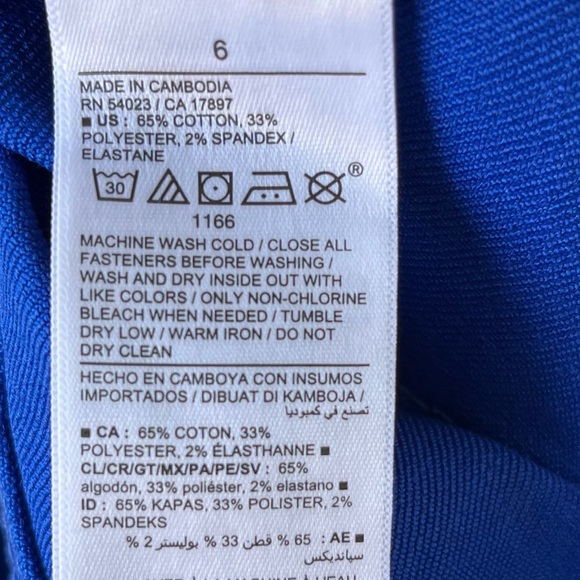 6
MADE IN CAMBODIA
RN 54023 / CA 17897
■ US : 65% COTTON, 33%
POLYESTER, 2% SPANDEX /
ELASTANE
30
®
1166
MACHINE WASH COLD / CLOSE ALL
FASTENERS BEFORE WASHING /
WASH AND DRY INSIDE OUT WITH
LIKE COLORS / ONLY NON-CHLORINE
BLEACH WHEN NEEDED / TUMBLE
DRY LOW / WARM IRON / DO NOT
DRY CLEAN
HECHO EN CAMBOYA CON INSUMOS
IMPORTADOS / DIBUAT DI KAMBOJA /
تصنع في كمبوديا
■ CA : 65% COTON, 33%
POLYESTER, 2% ÉLASTHANNE ■
CL/CR/GT/MX/PA/PE/SV : 65%
algodón, 33% poliéster, 2% elastano ■
ID : 65% KAPAS, 33% POLISTER, 2%
SPANDEKS
■ AE : 65 % قطن 33 % بوليستر 2 %
سيانديكس